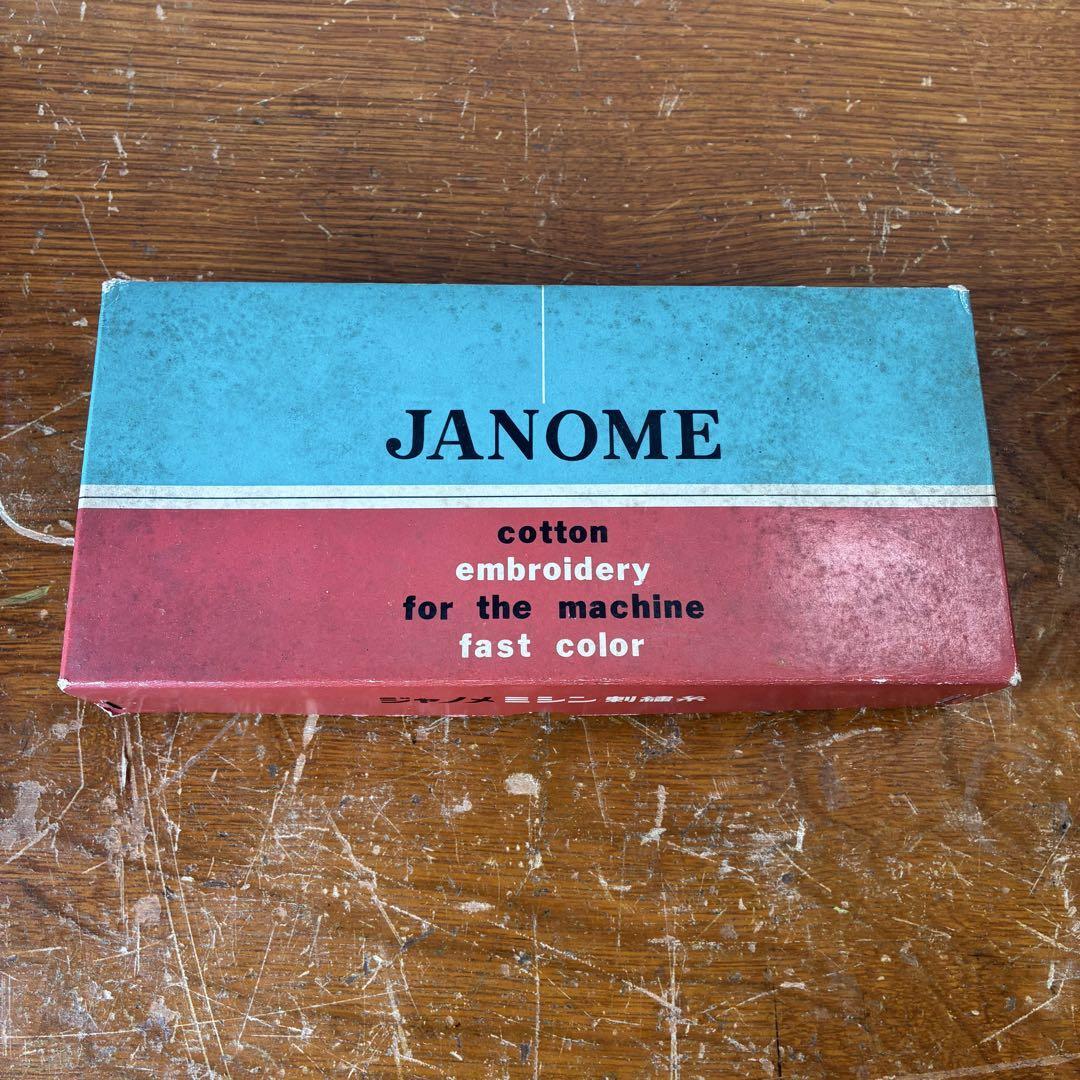 JANOME
cotton
embroidery
for the machine
fast color
ジャノメ ミシン刺繍糸